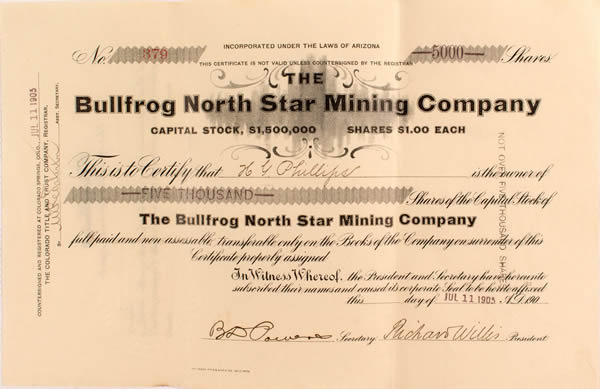 INCORPORATED UNDER THE LAWS OF ARIZONA
No. 879 5000 Shares
THIS CERTIFICATE IS NOT VALID UNLESS COUNTERSIGNED BY THE REGISTRAR
THE
Bullfrog North Star Mining Company
CAPITAL STOCK, $1,500,000 SHARES $1.00 EACH
This is to Certify that H Y Phillips is the owner of
FIVE THOUSAND Shares of the Capital Stock of
The Bullfrog North Star Mining Company
full paid and non-assessable transferable only on the Books of the Company on surrender of this
Certificate properly assigned
In Witness Whereof, the President and Secretary have hereunto
subscribed their names and caused its corporate Seal to be hereto affixed
this day of JUL 11 1905 A.D. 190
B D Powers Secretary Richard Willis President
COUNTERSIGNED AND REGISTERED AT COLORADO SPRINGS, COLO., JUL 11 1905
THE COLORADO TITLE AND TRUST COMPANY, REGISTRAR,
BY ASST. SECRETARY.
NOT OVER FIVE THOUSAND SHARES